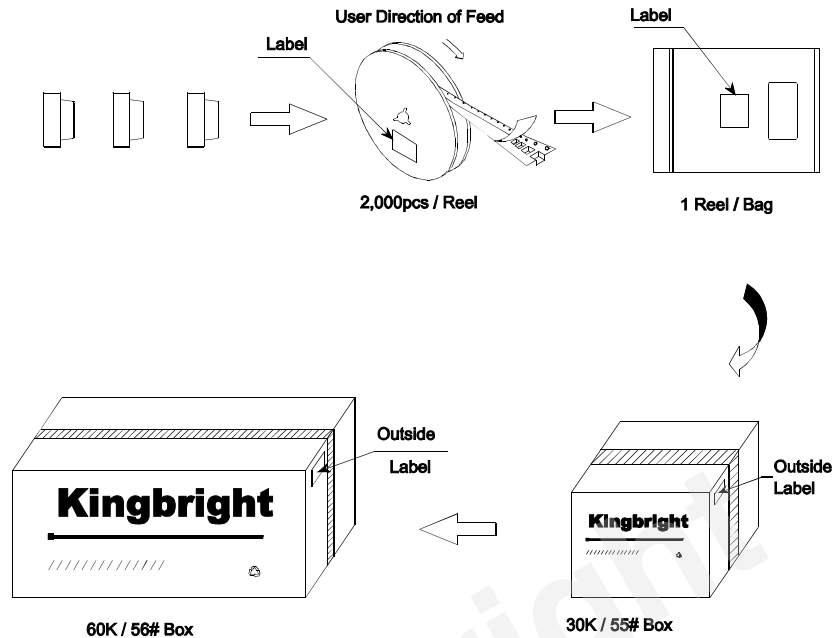 User Direction of Feed
Label
Label
2,000pcs / Reel
1 Reel / Bag
Outside
Label
Kingbright
60K / 56# Box
Outside
Label
Kingbright
30K / 55# Box
right